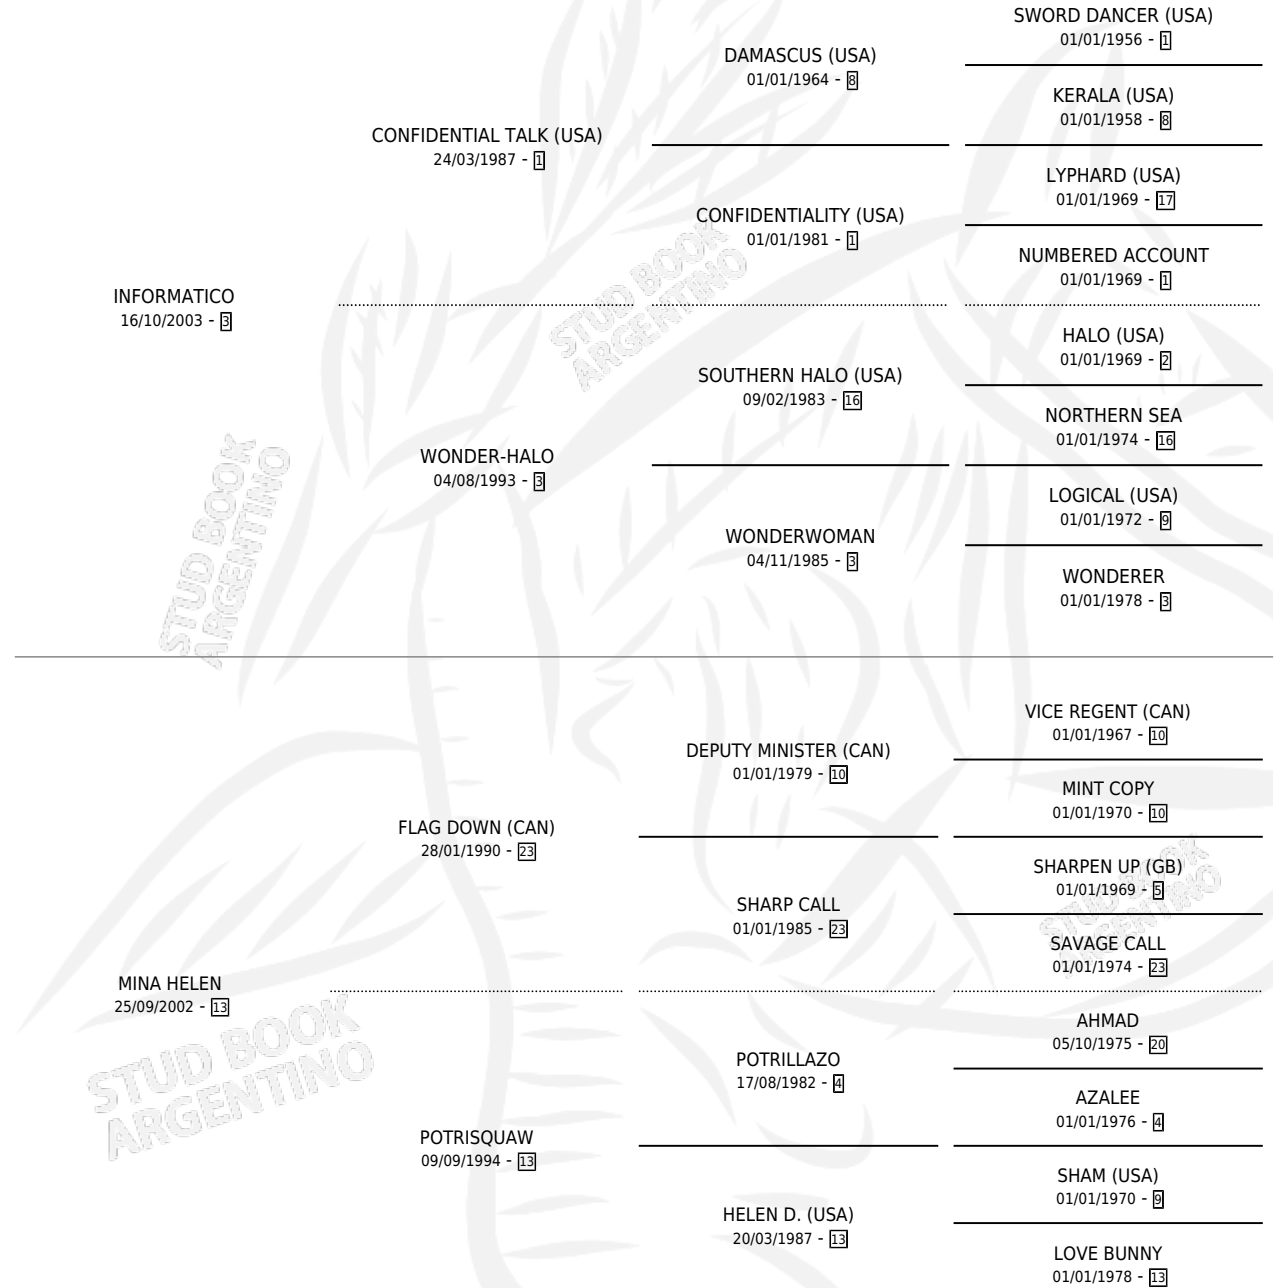 SWORD DANCER (USA)
01/01/1956 - 1
DAMASCUS (USA)
01/01/1964 - 8
KERALA (USA)
01/01/1958 - 8
CONFIDENTIAL TALK (USA)
24/03/1987 - 1
LYPHARD (USA)
01/01/1969 - 17
CONFIDENTIALITY (USA)
01/01/1981 - 1
NUMBERED ACCOUNT
01/01/1969 - 1
INFORMATICO
16/10/2003 - 3
HALO (USA)
01/01/1969 - 2
SOUTHERN HALO (USA)
09/02/1983 - 16
NORTHERN SEA
01/01/1974 - 16
WONDER-HALO
04/08/1993 - 3
LOGICAL (USA)
01/01/1972 - 9
WONDERWOMAN
04/11/1985 - 3
WONDERER
01/01/1978 - 3
STUD BOOK
ARGENTINO
STUD BOOK
ARGENTINO
VICE REGENT (CAN)
01/01/1967 - 10
DEPUTY MINISTER (CAN)
01/01/1979 - 10
MINT COPY
01/01/1970 - 10
FLAG DOWN (CAN)
28/01/1990 - 23
SHARPEN UP (GB)
01/01/1969 - 5
SHARP CALL
01/01/1985 - 23
SAVAGE CALL
01/01/1974 - 23
MINA HELEN
25/09/2002 - 13
AHMAD
05/10/1975 - 20
POTRILLAZO
17/08/1982 - 4
AZALEE
01/01/1976 - 4
POTRISQUAW
09/09/1994 - 13
SHAM (USA)
01/01/1970 - 9
HELEN D. (USA)
20/03/1987 - 13
LOVE BUNNY
01/01/1978 - 13
STUD BOOK
ARGENTINO
STUD BOOK
ARGENTINO